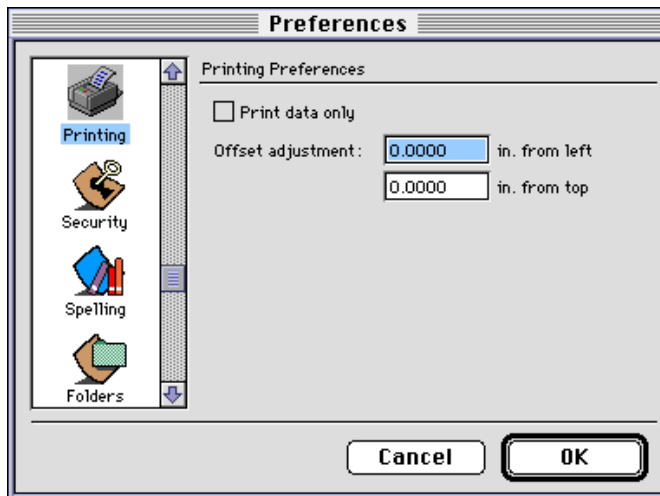 Preferences
Printing
Security
Spelling
Folders
Printing Preferences
Print data only
Offset adjustment: 0.0000 in. from left
0.0000 in. from top
Cancel OK